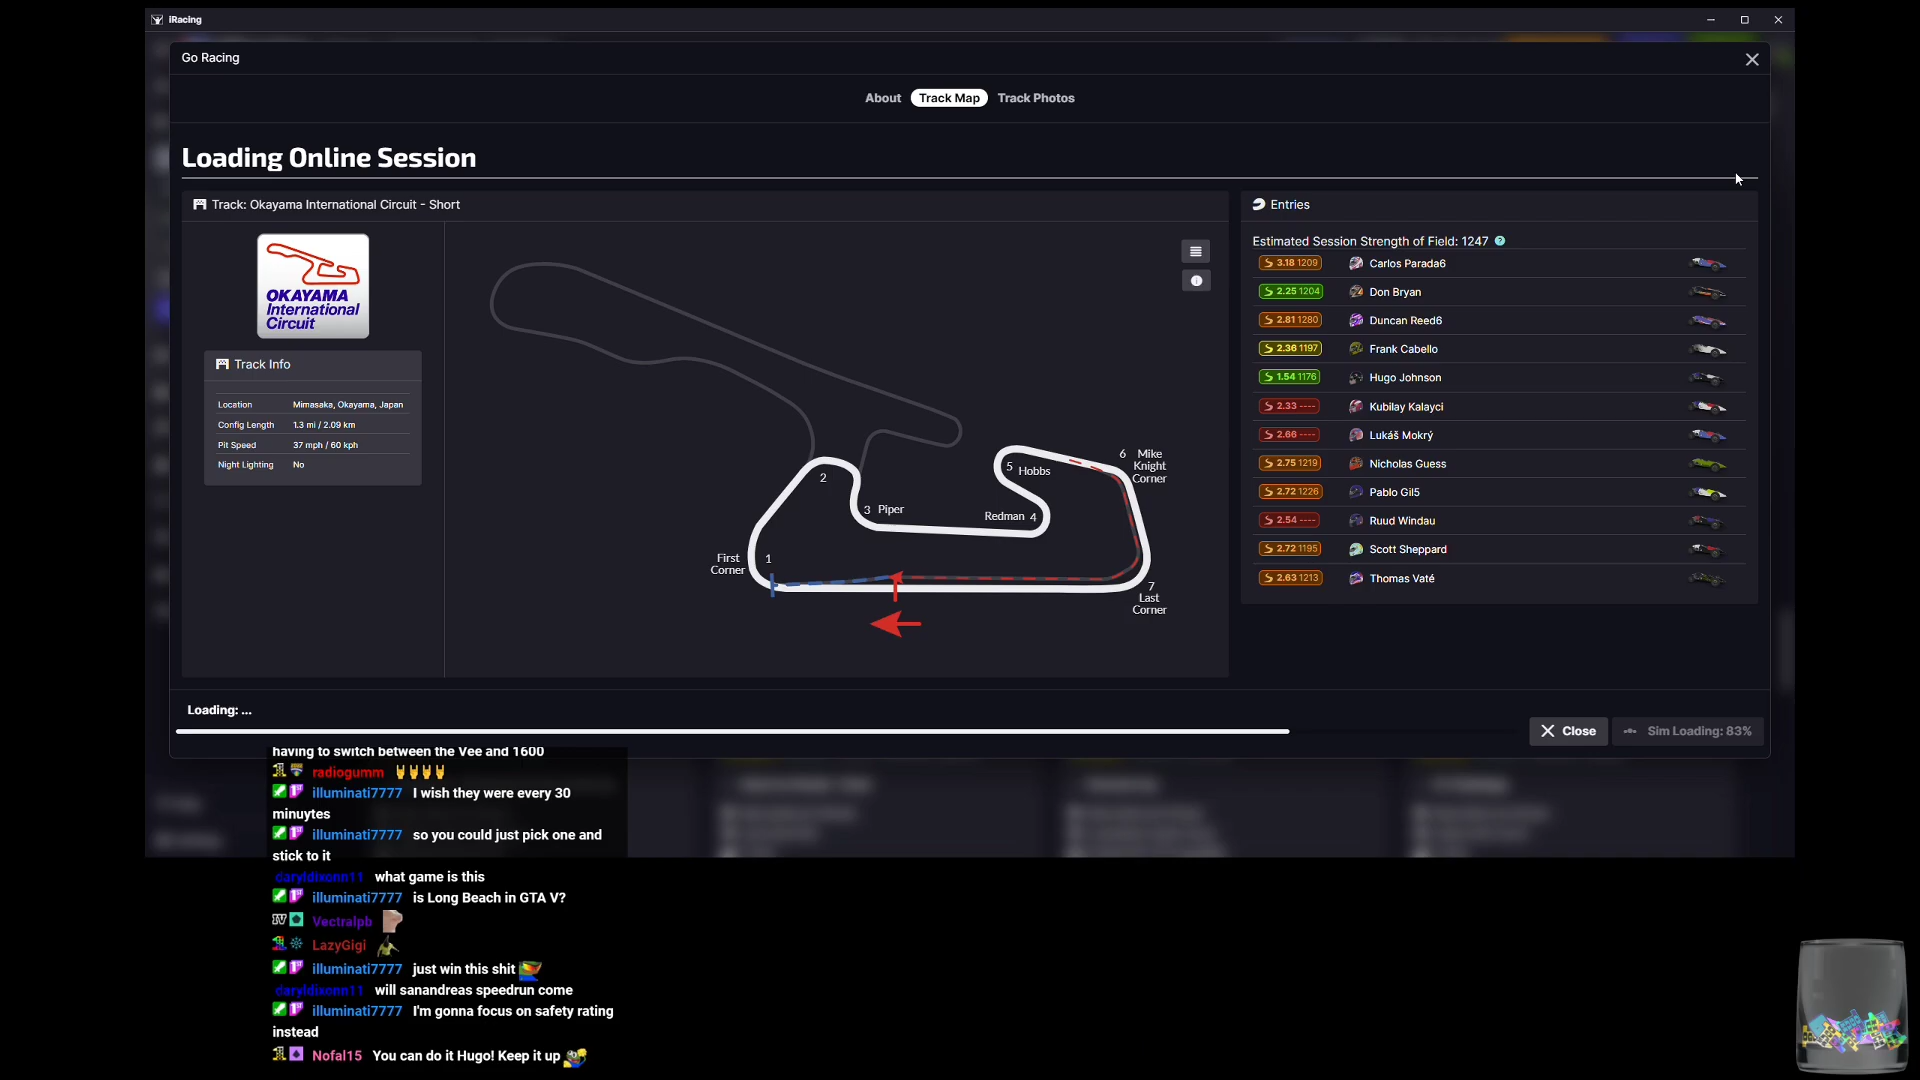 iRacing
Go Racing
About Track Map Track Photos
Loading Online Session
Track: Okayama International Circuit - Short
OKAYAMA
International
Circuit
Track Info
Location Mimasaka, Okayama, Japan
Config Length 1.3 mi / 2.09 km
Pit Speed 37 mph / 60 kph
Night Lighting No
2
3 Piper
Redman 4
5 Hobbs
6 Mike
Knight
Corner
First
Corner
1
7
Last
Corner
Entries
Estimated Session Strength of Field: 1247 ?
3.18 1209 Carlos Parada6
2.25 1204 Don Bryan
2.81 1280 Duncan Reed6
2.36 1197 Frank Cabello
1.54 1176 Hugo Johnson
2.33 ---- Kubilay Kalayci
2.66 ---- Lukáš Mokrý
2.75 1219 Nicholas Guess
2.72 1226 Pablo Gil5
2.54 ---- Ruud Windau
2.72 1195 Scott Sheppard
2.63 1213 Thomas Vaté
Loading: ...
Close
Sim Loading: 83%
having to switch between the Vee and 1600
radiogumm
illuminati7777 I wish they were every 30
minuytes
illuminati7777 so you could just pick one and
stick to it
daryldixonn11 what game is this
illuminati7777 is Long Beach in GTA V?
Vectralpb
LazyGigi
illuminati7777 just win this shit
daryldixonn11 will sanandreas speedrun come
illuminati7777 I'm gonna focus on safety rating
instead
Nofal15 You can do it Hugo! Keep it up